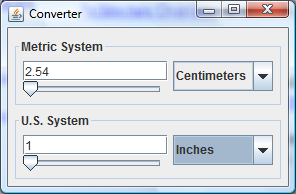 Converter
Metric System
2.54
Centimeters
U.S. System
1
Inches